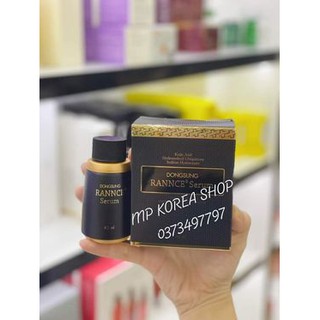 DONGSUNG
RANNCE® Serum
DONGSUNG
RANNCE
Serum
MP KOREA SHOP
0373497797